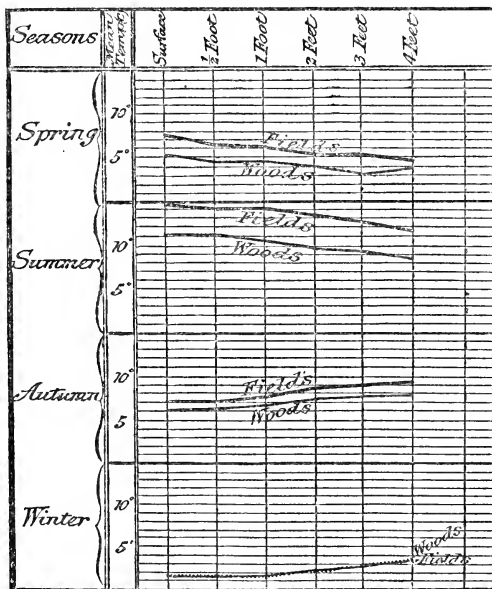 Seasons
Mean Temp't
Surface
½ Foot
1 Foot
2 Feet
3 Feet
4 Feet
Spring
10°
5°
Fields
Woods
Summer
10°
5°
Fields
Woods
Autumn
10°
5
Fields
Woods
Winter
10°
5°
Woods
Fields